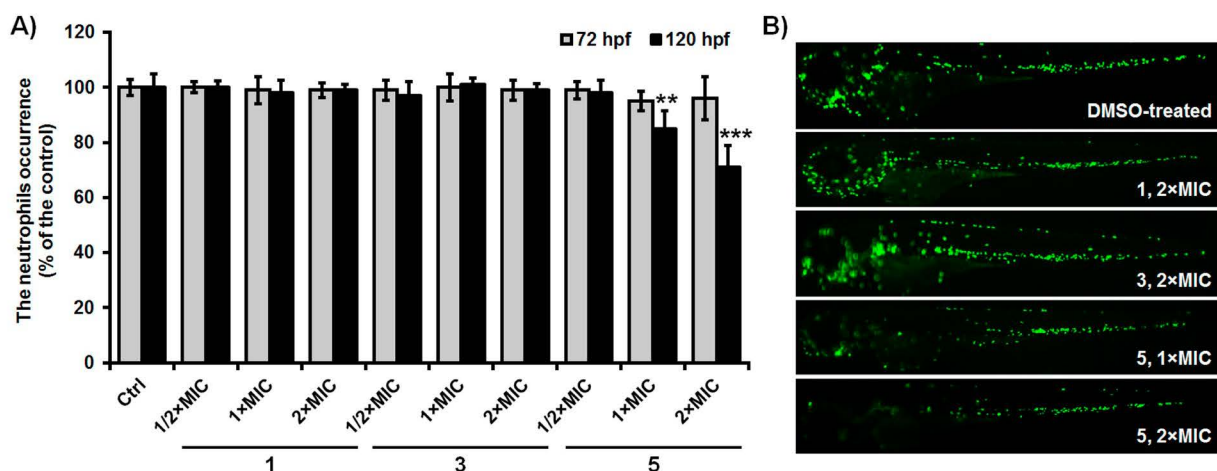 A)
The neutrophils occurrence
(% of the control)
120
100
80
60
40
20
0
72 hpf 120 hpf
**
***
Ctrl
1/2×MIC
1×MIC
2×MIC
1/2×MIC
1×MIC
2×MIC
1/2×MIC
1×MIC
2×MIC
1
3
5
B)
DMSO-treated
1, 2×MIC
3, 2×MIC
5, 1×MIC
5, 2×MIC